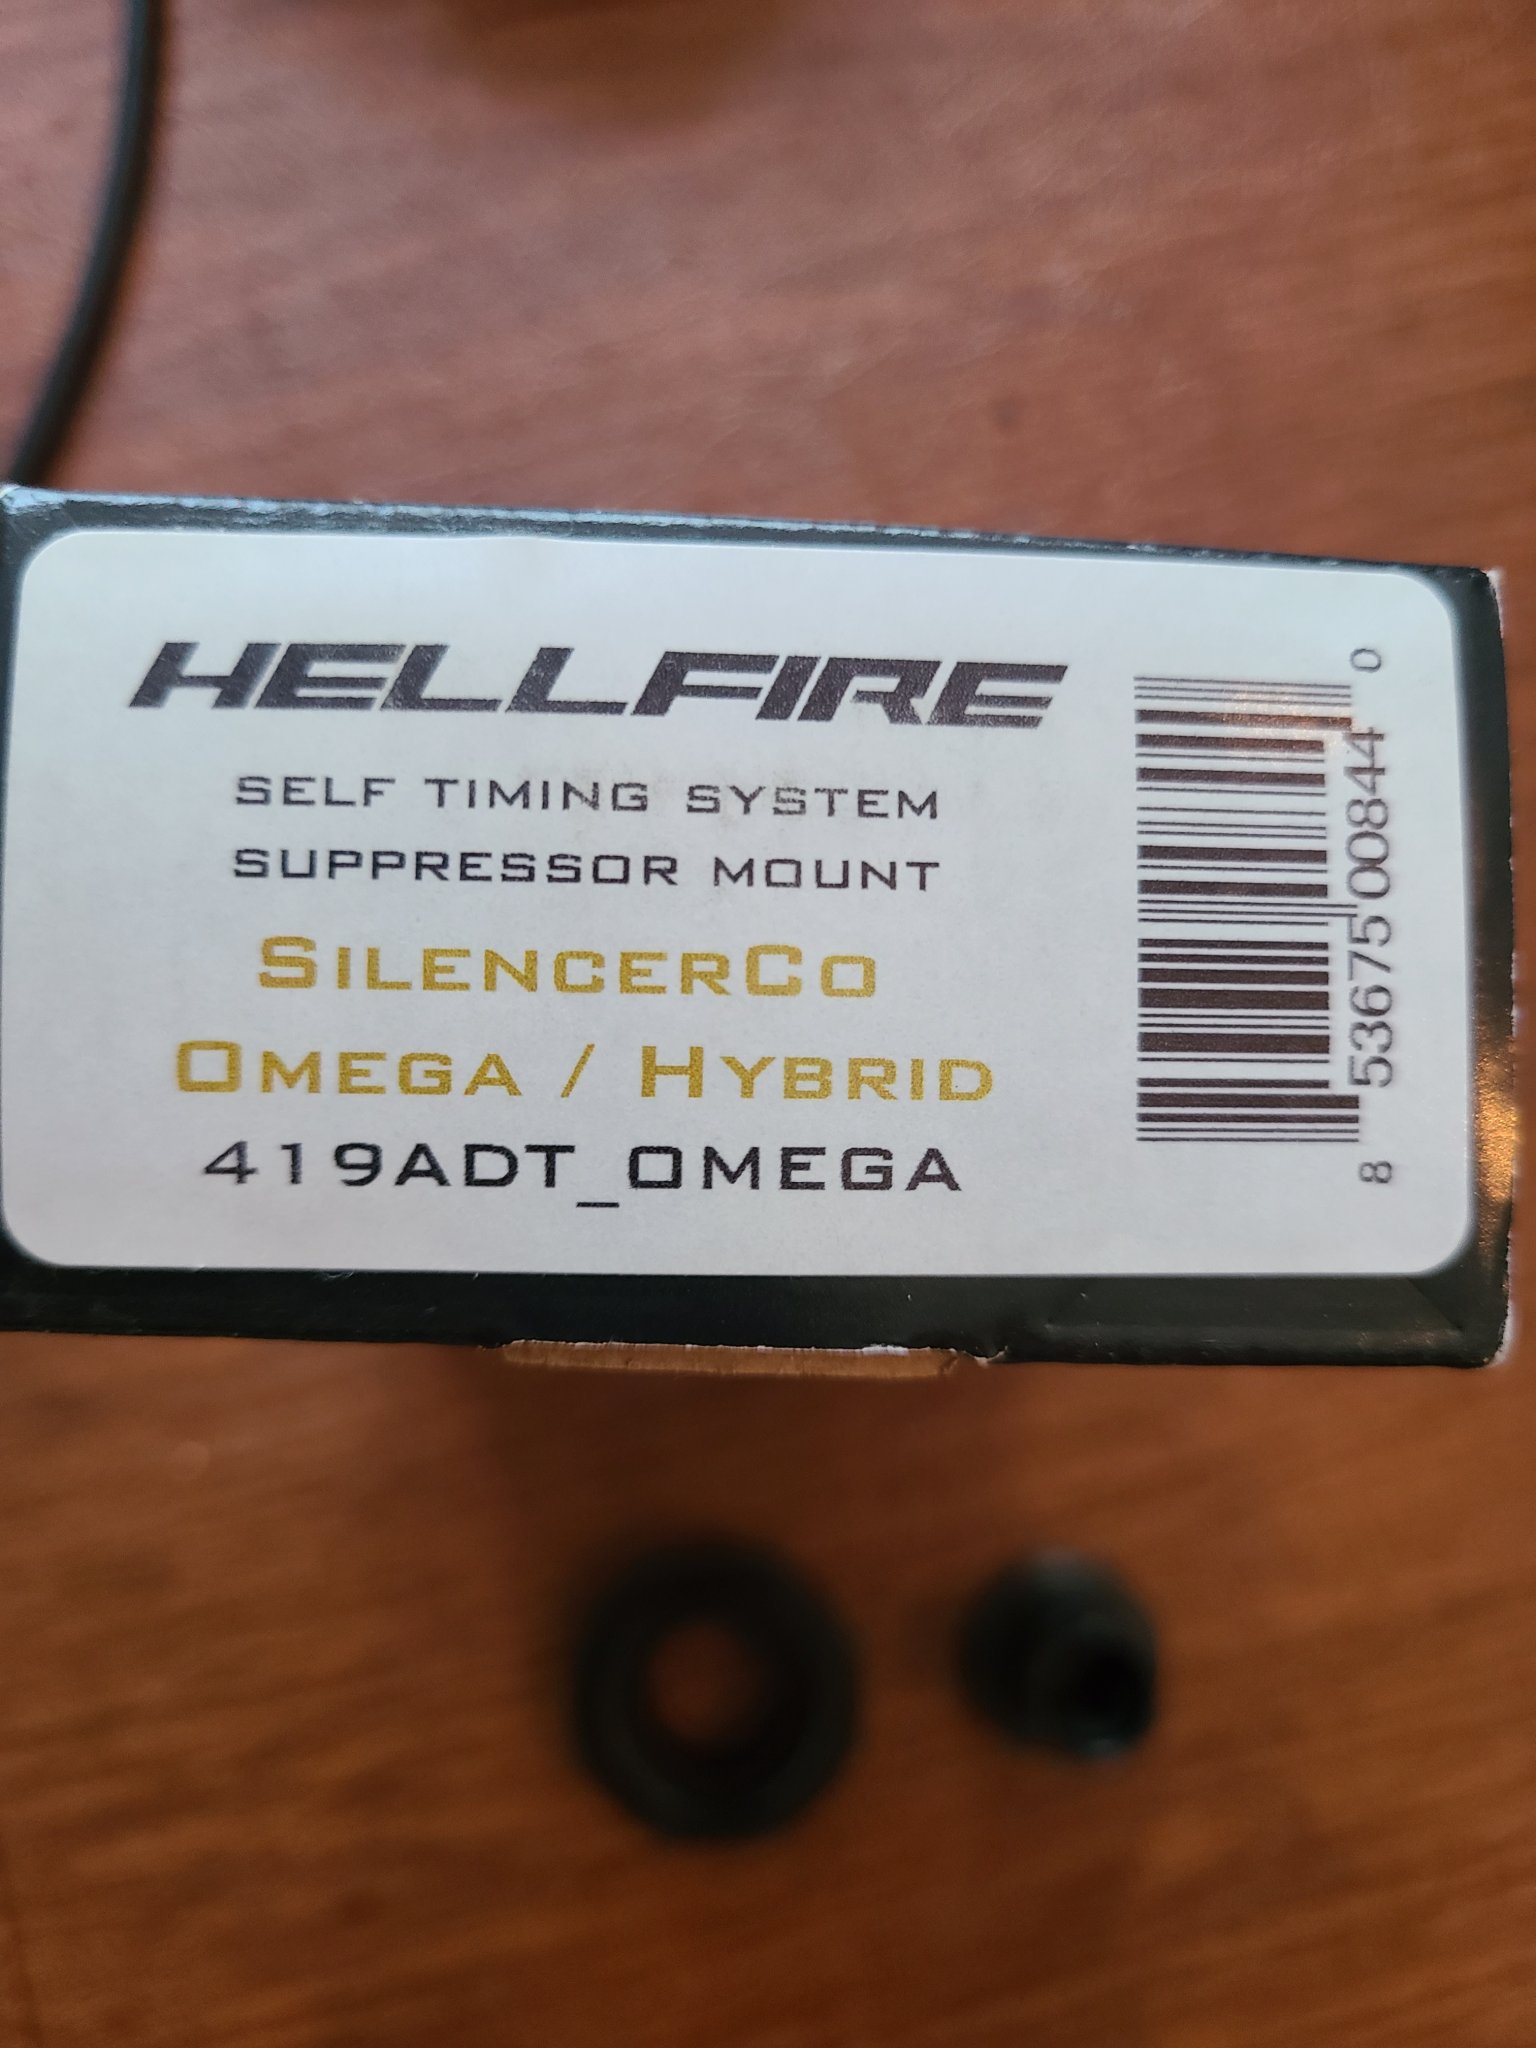 HELLFIRE
SELF TIMING SYSTEM
SUPPRESSOR MOUNT
SILENCERCO
OMEGA / HYBRID
419ADT_OMEGA
8 53675 00844 0